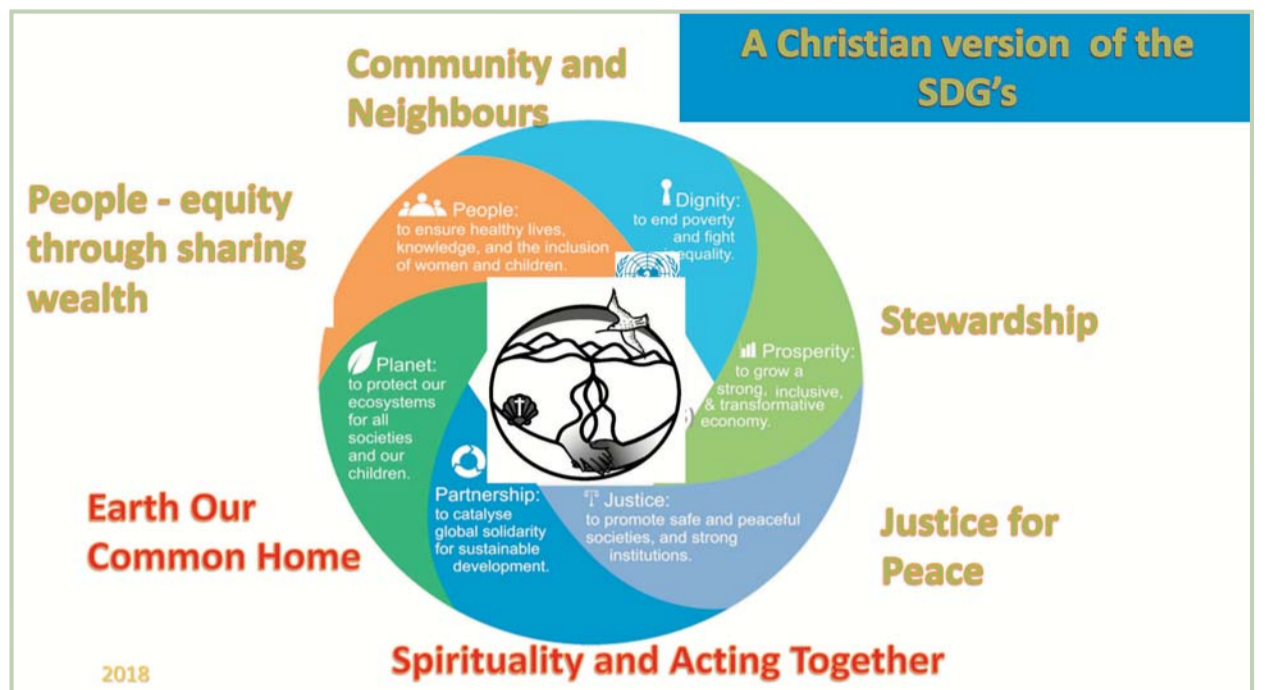 A Christian version of the
SDG's
Community and
Neighbours
People - equity
through sharing
wealth
People:
to ensure healthy lives,
knowledge, and the inclusion
of women and children.
Dignity:
to end poverty
and fight
equality.
Stewardship
Prosperity:
to grow a
strong, inclusive,
& transformative
economy.
Planet:
to protect our
ecosystems
for all
societies
and our
children.
Earth Our
Common Home
Partnership:
to catalyse
global solidarity
for sustainable
development.
Justice:
to promote safe and peaceful
societies, and strong
institutions.
Justice for
Peace
Spirituality and Acting Together
2018